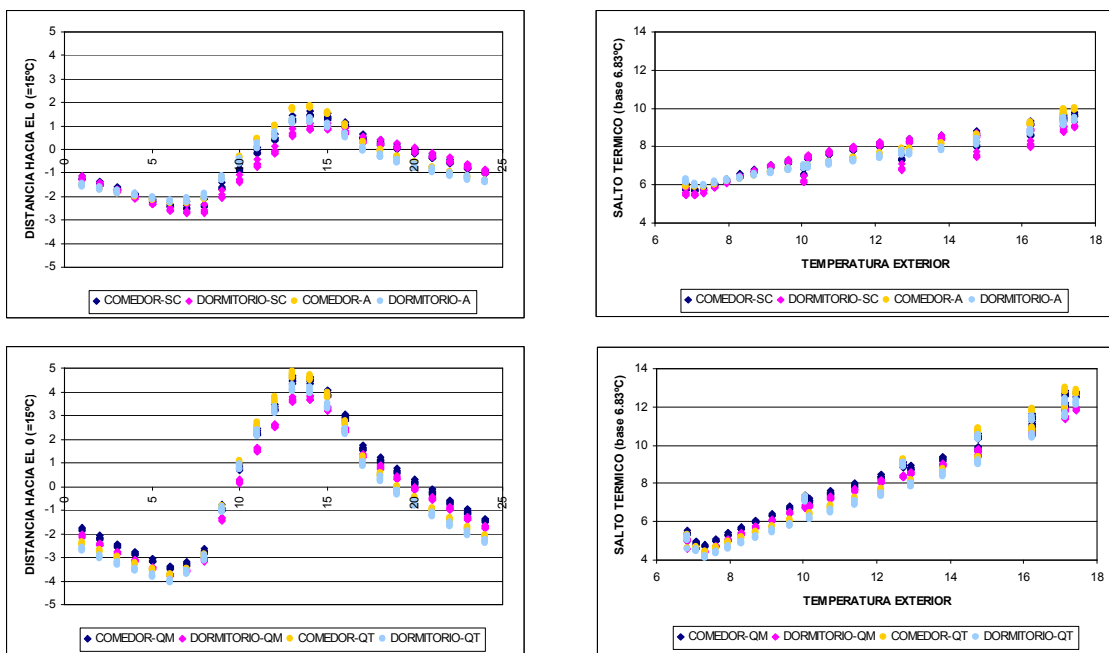 DISTANCIA HACIA EL 0 (=15ºC)
5
4
3
2
1
0
-1
-2
-3
-4
-5
0 5 10 15 20 25
COMEDOR-SC DORMITORIO-SC COMEDOR-A DORMITORIO-A
SALTO TERMICO (base 6.83ºC)
14
12
10
8
6
4
6 8 10 12 14 16 18
TEMPERATURA EXTERIOR
COMEDOR-SC DORMITORIO-SC COMEDOR-A DORMITORIO-A
DISTANCIA HACIA EL 0 (=15ºC)
5
4
3
2
1
0
-1
-2
-3
-4
-5
0 5 10 15 20 25
COMEDOR-QM DORMITORIO-QM COMEDOR-QT DORMITORIO-QT
SALTO TERMICO (base 6.83ºC)
14
12
10
8
6
4
6 8 10 12 14 16 18
TEMPERATURA EXTERIOR
COMEDOR-QM DORMITORIO-QM COMEDOR-QT DORMITORIO-QT